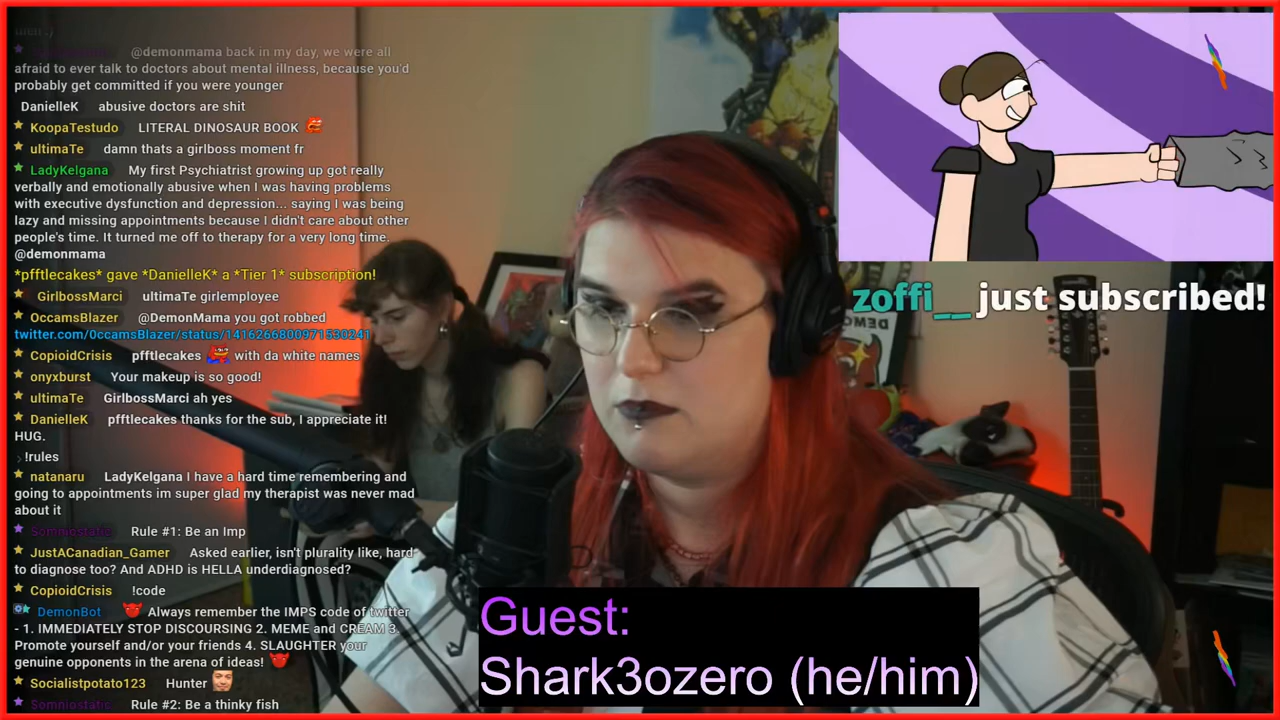 @demonmama back in my day, we were all
afraid to ever talk to doctors about mental illness, because you'd
probably get committed if you were younger
DanielleK abusive doctors are shit
KoopaTestudo LITERAL DINOSAUR BOOK
ultimaTe damn thats a girlboss moment fr
LadyKelgana My first Psychiatrist growing up got really
verbally and emotionally abusive when I was having problems
with executive dysfunction and depression... saying I was being
lazy and missing appointments because I didn't care about other
people's time. It turned me off to therapy for a very long time.
@demonmama
*pfftlecakes* gave *DanielleK* a *Tier 1* subscription!
GirlbossMarci ultimaTe girlemployee
OccamsBlazer @DemonMama you got robbed
twitter.com/0ccamsBlazer/status/1416266800971530241
CopioidCrisis pfftlecakes with da white names
onyxburst Your makeup is so good!
ultimaTe GirlbossMarci ah yes
DanielleK pfftlecakes thanks for the sub, I appreciate it!
HUG.
!rules
natanaru LadyKelgana I have a hard time remembering and
going to appointments im super glad my therapist was never mad
about it
Somniostatic Rule #1: Be an Imp
JustACanadian_Gamer Asked earlier, isn't plurality like, hard
to diagnose too? And ADHD is HELLA underdiagnosed?
CopioidCrisis !code
DemonBot Always remember the IMPS code of twitter
- 1. IMMEDIATELY STOP DISCOURSING 2. MEME and CREAM 3.
Promote yourself and/or your friends 4. SLAUGHTER your
genuine opponents in the arena of ideas!
Socialistpotato123 Hunter
Somniostatic Rule #2: Be a thinky fish
zoffi__ just subscribed!
DEMO
Guest:
Shark3ozero (he/him)